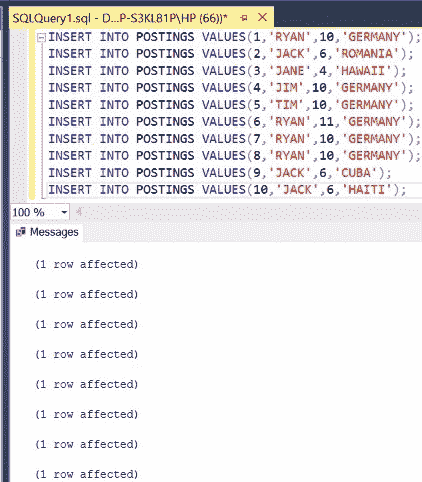 SQLQuery1.sql - D...P-S3KL81P\HP (66))*
INSERT INTO POSTINGS VALUES(1,'RYAN',10,'GERMANY');
INSERT INTO POSTINGS VALUES(2,'JACK',6,'ROMANIA');
INSERT INTO POSTINGS VALUES(3,'JANE',4,'HAWAII');
INSERT INTO POSTINGS VALUES(4,'JIM',10,'GERMANY');
INSERT INTO POSTINGS VALUES(5,'TIM',10,'GERMANY');
INSERT INTO POSTINGS VALUES(6,'RYAN',11,'GERMANY');
INSERT INTO POSTINGS VALUES(7,'RYAN',10,'GERMANY');
INSERT INTO POSTINGS VALUES(8,'RYAN',10,'GERMANY');
INSERT INTO POSTINGS VALUES(9,'JACK',6,'CUBA');
INSERT INTO POSTINGS VALUES(10,'JACK',6,'HAITI');
100 %
Messages
(1 row affected)
(1 row affected)
(1 row affected)
(1 row affected)
(1 row affected)
(1 row affected)
(1 row affected)
(1 row affected)